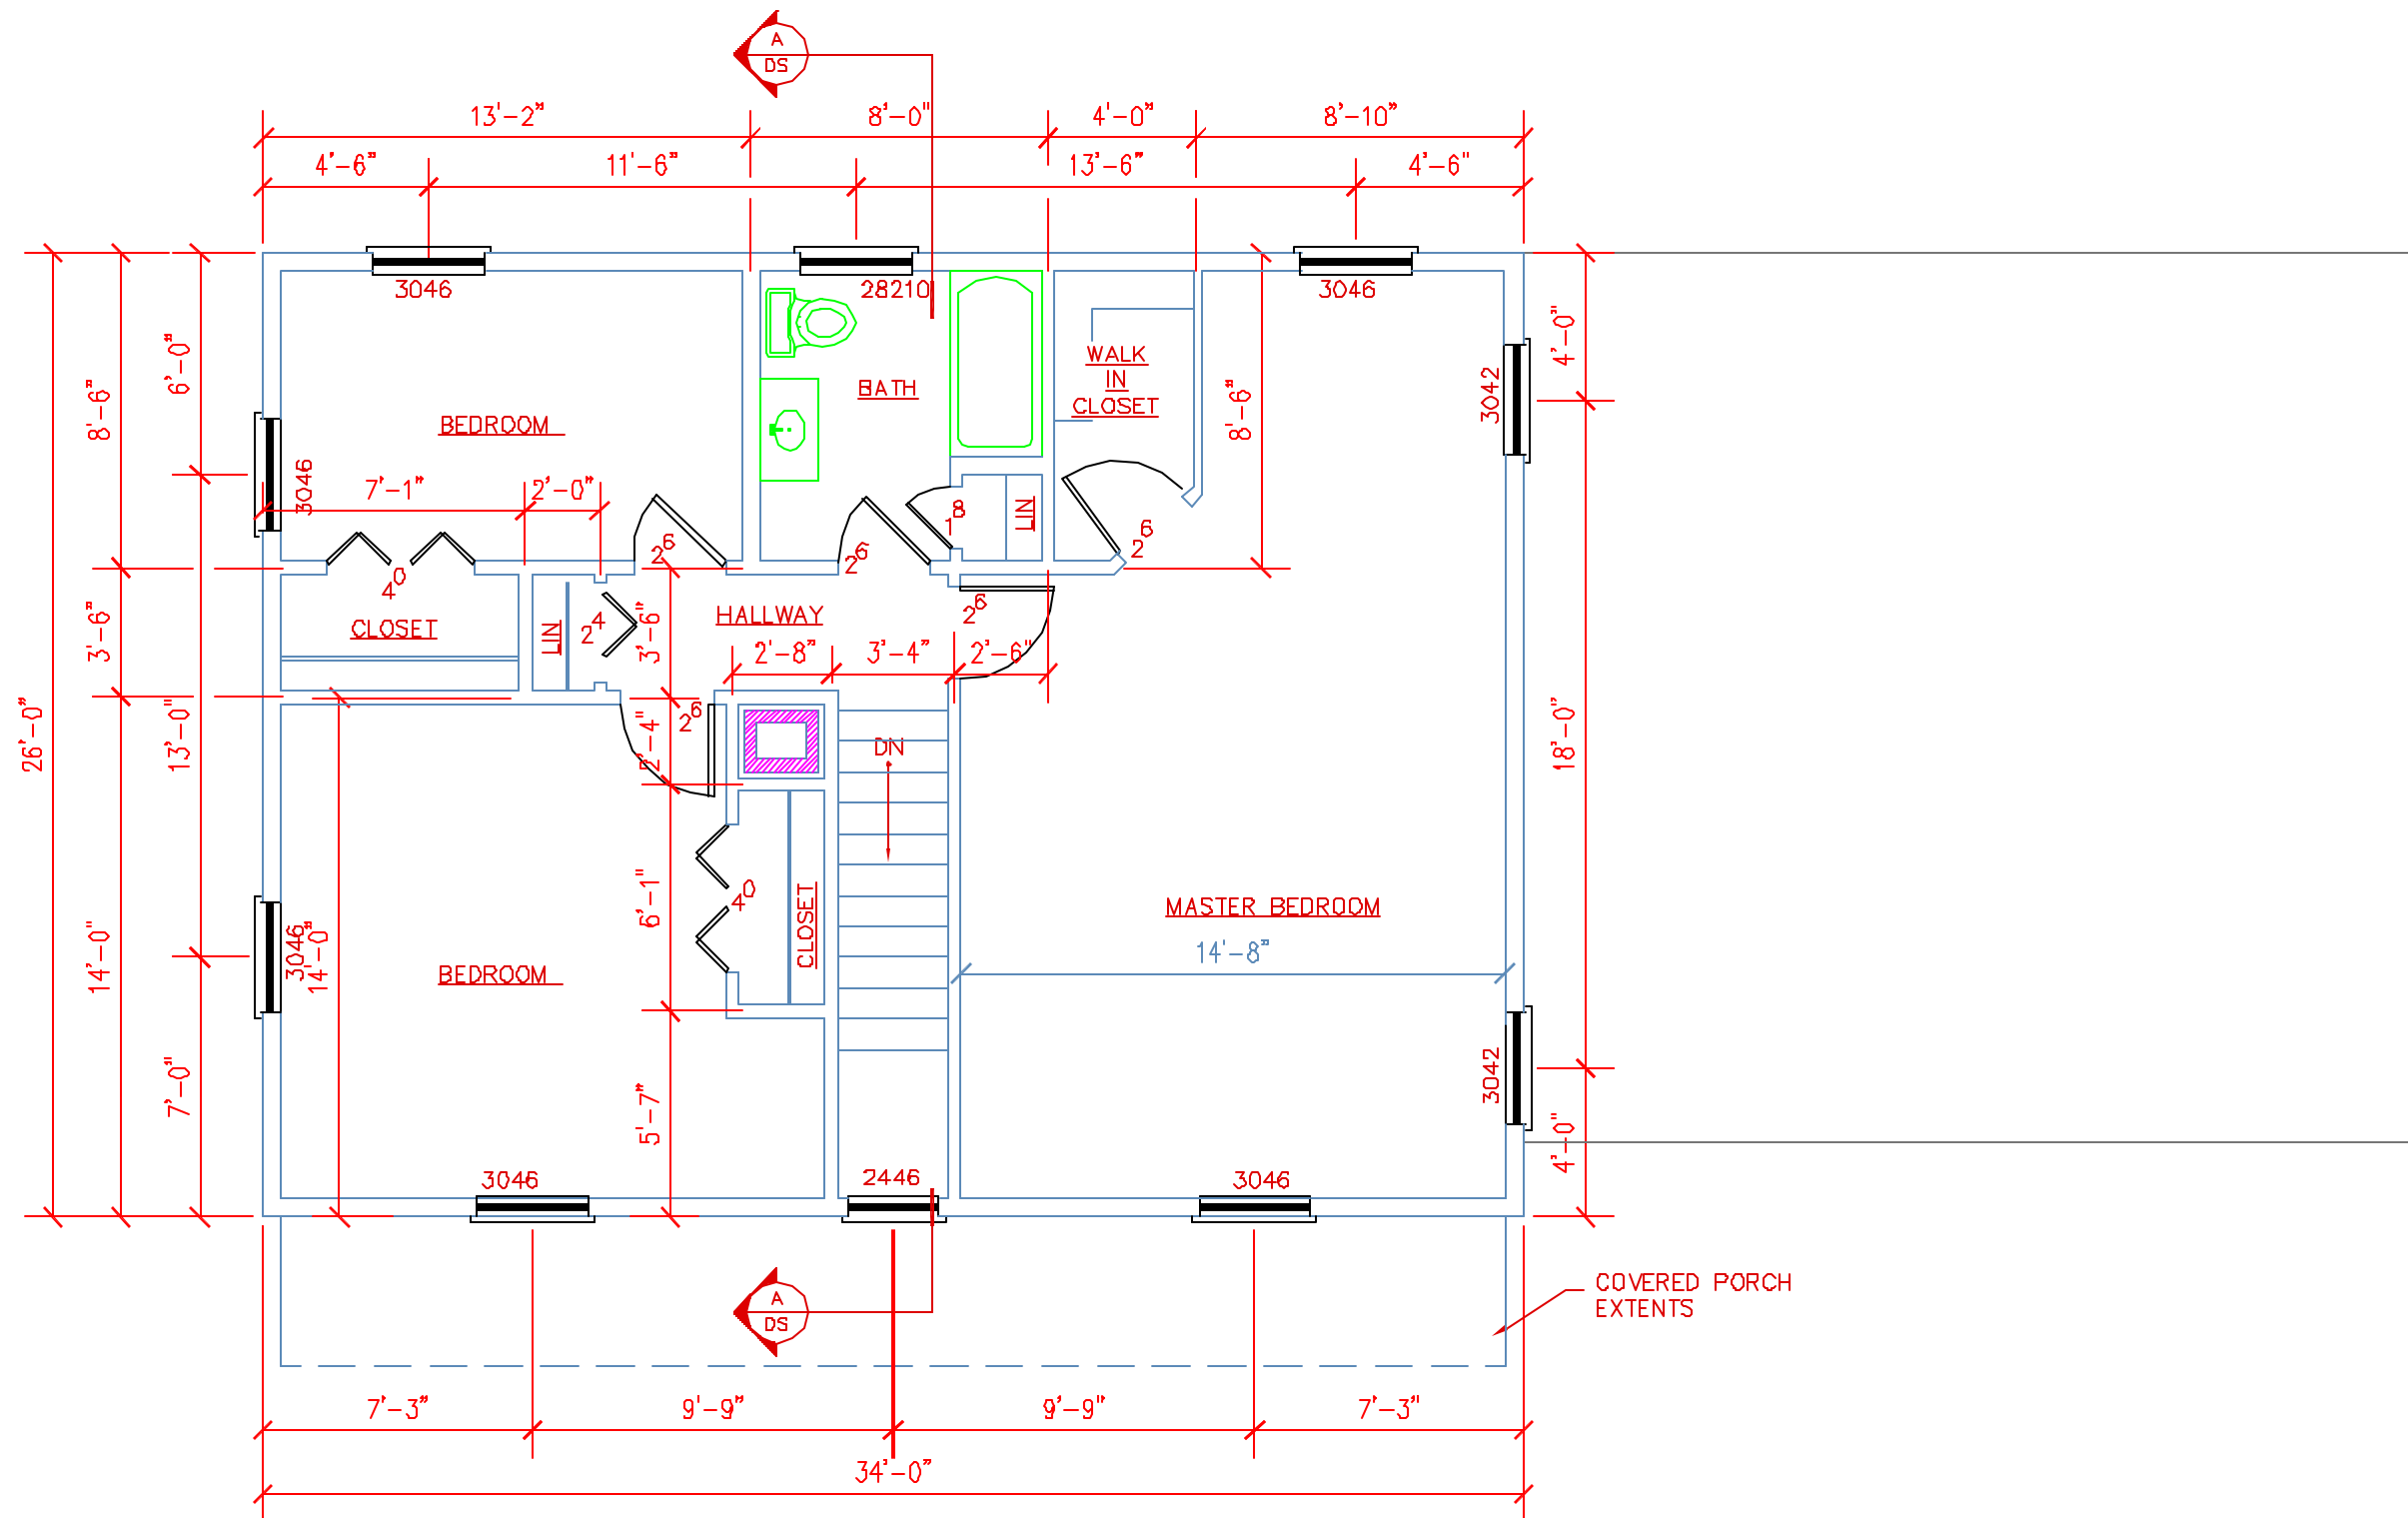 A
DS
13'-2"
8'-0"
4'-0"
8'-10"
4'-6"
11'-6"
13'-6"
4'-6"
3046
28210
3046
4'-0"
6'-0"
8'-6"
WALK
IN
CLOSET
BATH
8'-6"
3042
BEDROOM
3046
7'-1"
2'-0"
1 8
LIN
2 6
2 6
2 6
4 0
CLOSET
LIN
2 4
3'-6"
3'-6"
HALLWAY
2 6
2'-8"
3'-4"
2'-6"
26'-0"
13'-0"
2'-4"
2 6
DN
18'-0"
14'-0"
3046
14'-0"
6'-1"
4 0
CLOSET
MASTER BEDROOM
14'-8"
BEDROOM
7'-0"
5'-7"
3042
4'-0"
3046
2446
3046
A
DS
COVERED PORCH
EXTENTS
7'-3"
9'-9"
9'-9"
7'-3"
34'-0"